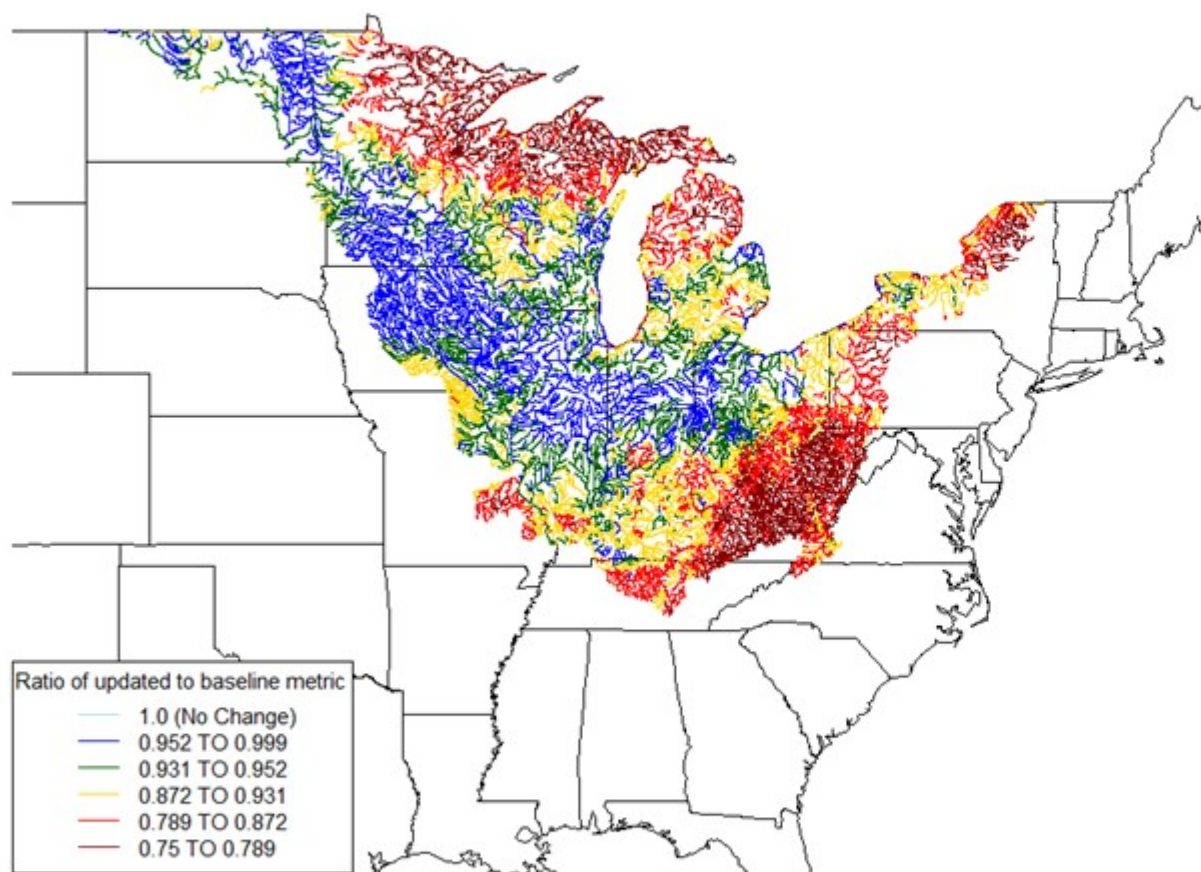 Ratio of updated to baseline metric
1.0 (No Change)
0.952 TO 0.999
0.931 TO 0.952
0.872 TO 0.931
0.789 TO 0.872
0.75 TO 0.789